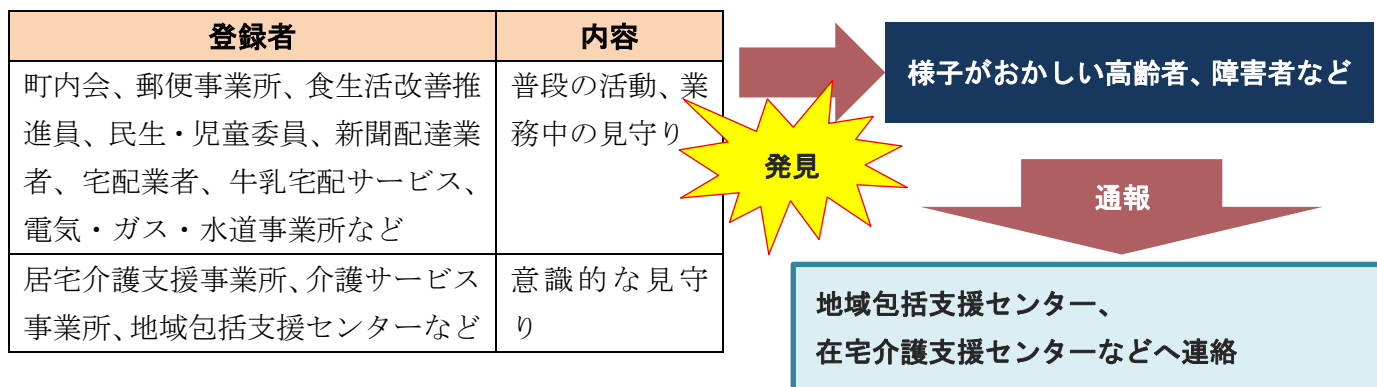 登録者
内容
町内会、郵便事業所、食生活改善推
進員、民生・児童委員、新聞配達業
者、宅配業者、牛乳宅配サービス、
電気・ガス・水道事業所など
普段の活動、業
務中の見守り
居宅介護支援事業所、介護サービス
事業所、地域包括支援センターなど
意識的な見守
り
発見
様子がおかしい高齢者、障害者など
通報
地域包括支援センター、
在宅介護支援センターなどへ連絡